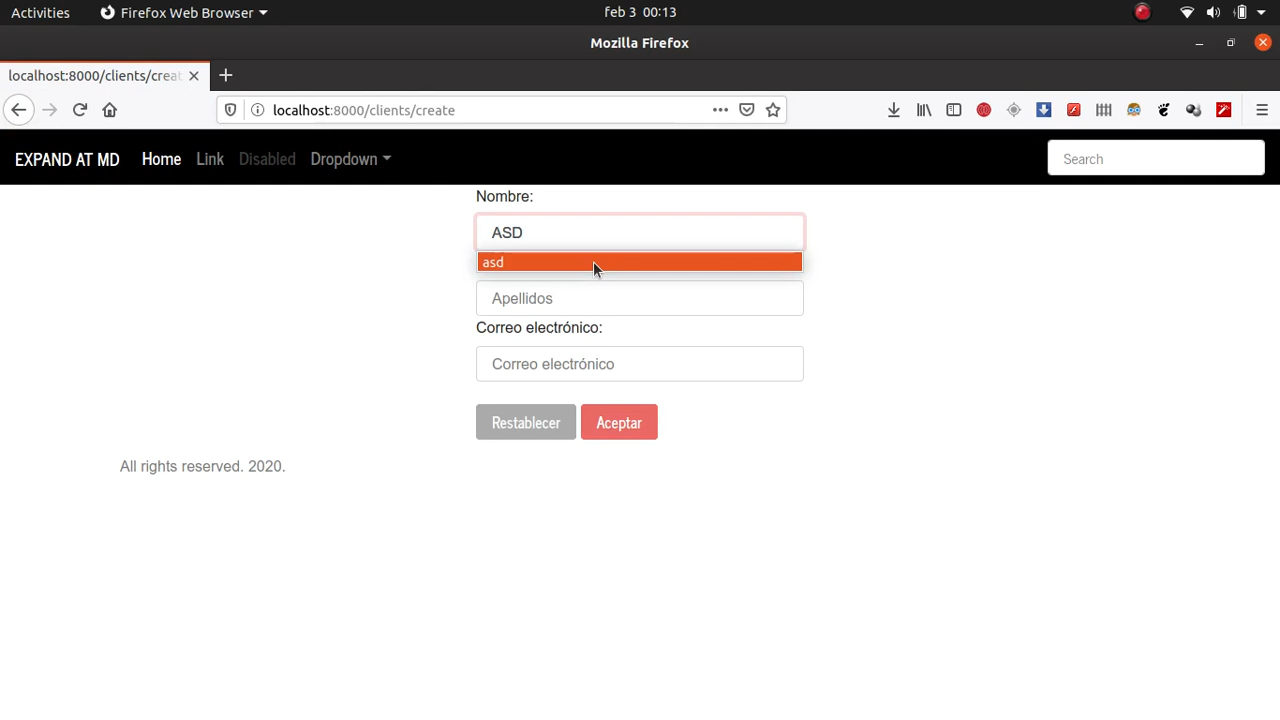 Activities
Firefox Web Browser
feb 3 00:13
Mozilla Firefox
localhost:8000/clients/creat
localhost:8000/clients/create
EXPAND AT MD
Home
Link
Disabled
Dropdown
Search
Nombre:
ASD
asd
Apellidos
Correo electrónico:
Correo electrónico
Restablecer
Aceptar
All rights reserved. 2020.